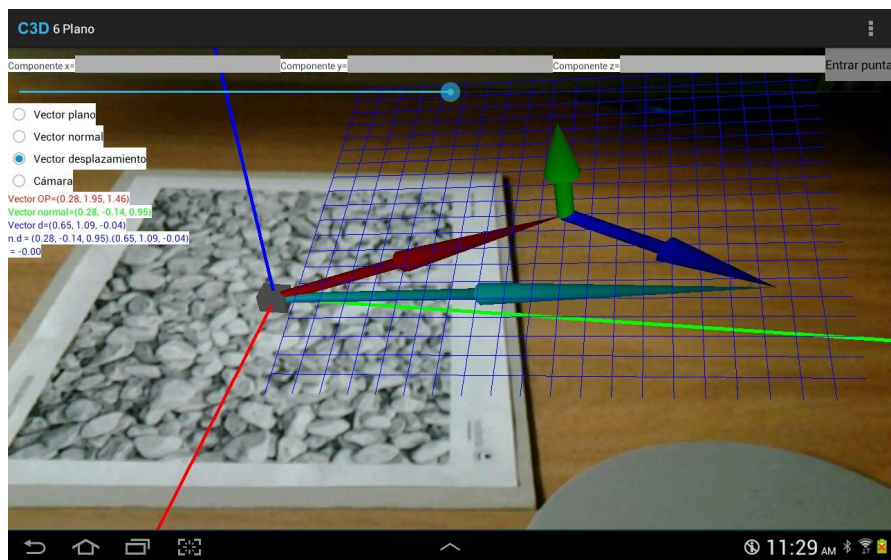 C3D 6 Plano
Componente x= Componente y= Componente z= Entrar punta
Vector plano
Vector normal
Vector desplazamiento
Cámara
Vector OP=(0.28, 1.95, 1.46)
Vector normal=(0.28, -0.14, 0.95)
Vector d=(0.65, 1.09, -0.04)
n.d = (0.28, -0.14, 0.95).(0.65, 1.09, -0.04)
= -0.00
11:29 AM